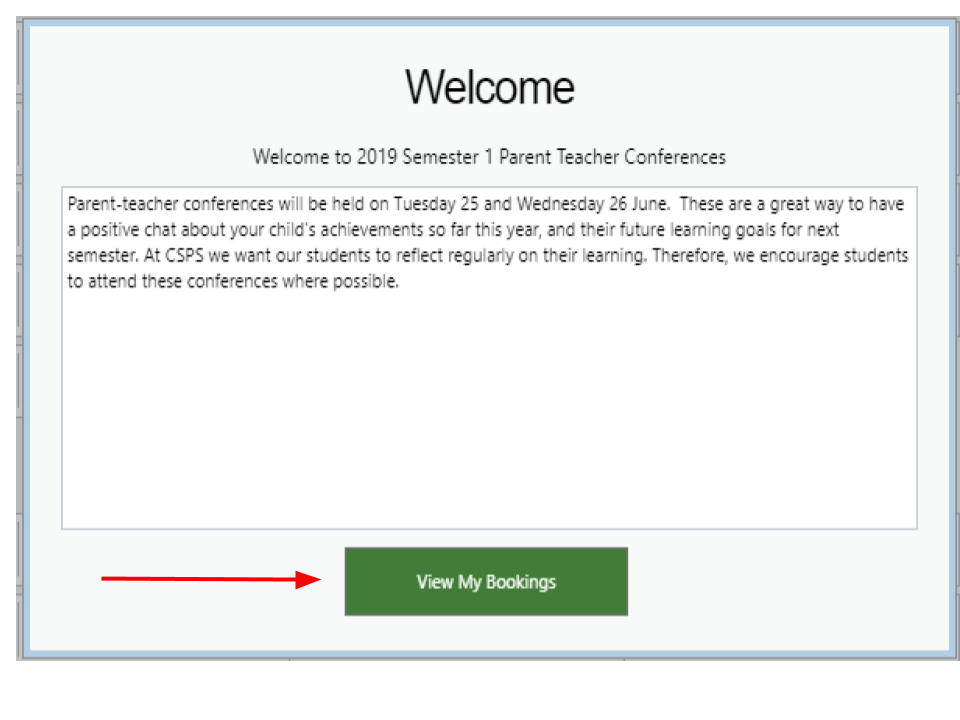 Welcome
Welcome to 2019 Semester 1 Parent Teacher Conferences
Parent-teacher conferences will be held on Tuesday 25 and Wednesday 26 June.  These are a great way to have
a positive chat about your child's achievements so far this year, and their future learning goals for next
semester. At CSPS we want our students to reflect regularly on their learning. Therefore, we encourage students
to attend these conferences where possible.
View My Bookings